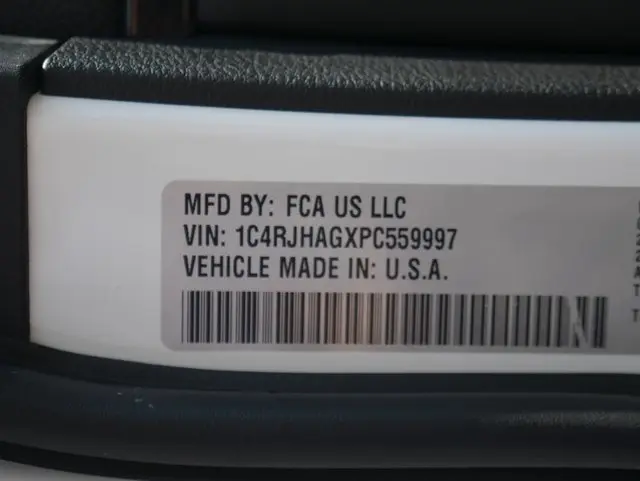 MFD BY: FCA US LLC
VIN: 1C4RJHAGXPC559997
VEHICLE MADE IN: U.S.A.